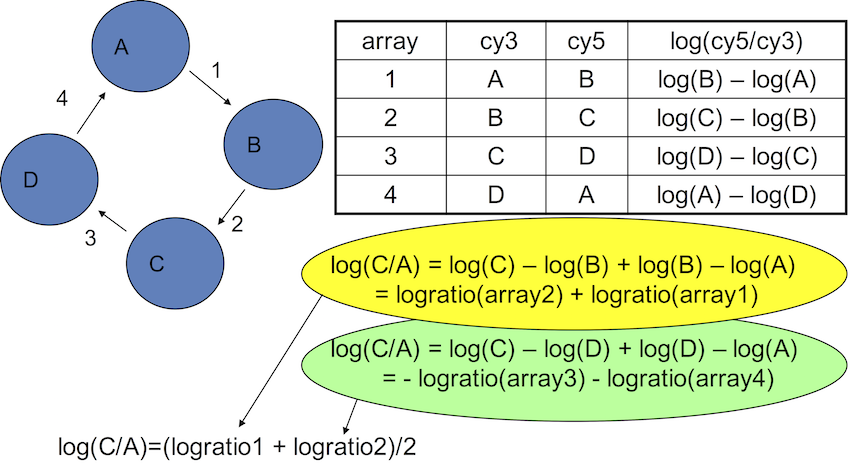 A
1
B
2
C
3
D
4
array cy3 cy5 log(cy5/cy3)
1 A B log(B) – log(A)
2 B C log(C) – log(B)
3 C D log(D) – log(C)
4 D A log(A) – log(D)
log(C/A) = log(C) – log(B) + log(B) – log(A)
= logratio(array2) + logratio(array1)
log(C/A) = log(C) – log(D) + log(D) – log(A)
= - logratio(array3) - logratio(array4)
log(C/A)=(logratio1 + logratio2)/2